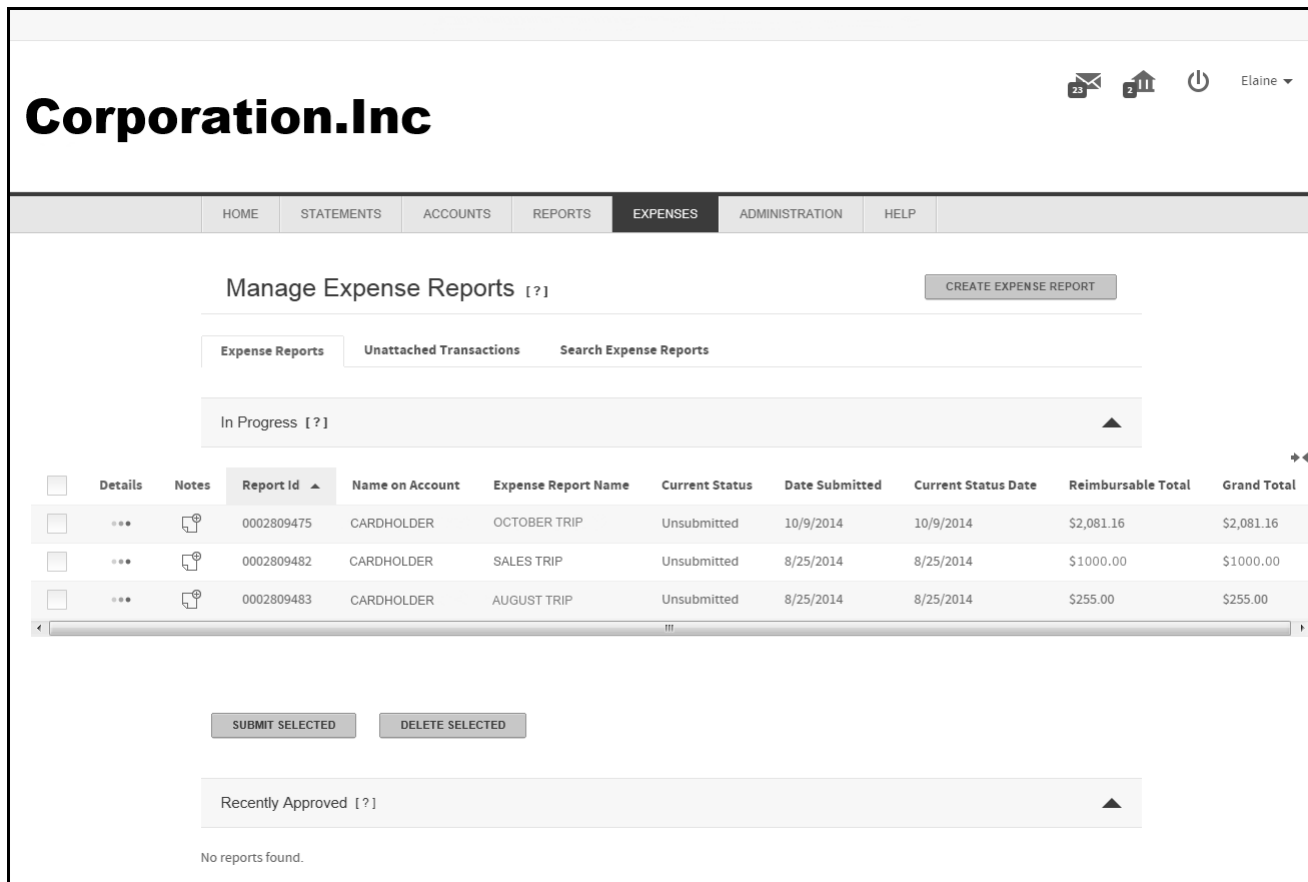 23
2
Elaine
Corporation.Inc
HOME STATEMENTS ACCOUNTS REPORTS EXPENSES ADMINISTRATION HELP
Manage Expense Reports [?]
CREATE EXPENSE REPORT
Expense Reports Unattached Transactions Search Expense Reports
In Progress [?]
Details Notes Report Id Name on Account Expense Report Name Current Status Date Submitted Current Status Date Reimbursable Total Grand Total
0002809475 CARDHOLDER OCTOBER TRIP Unsubmitted 10/9/2014 10/9/2014 $2,081.16 $2,081.16
0002809482 CARDHOLDER SALES TRIP Unsubmitted 8/25/2014 8/25/2014 $1000.00 $1000.00
0002809483 CARDHOLDER AUGUST TRIP Unsubmitted 8/25/2014 8/25/2014 $255.00 $255.00
SUBMIT SELECTED DELETE SELECTED
Recently Approved [?]
No reports found.